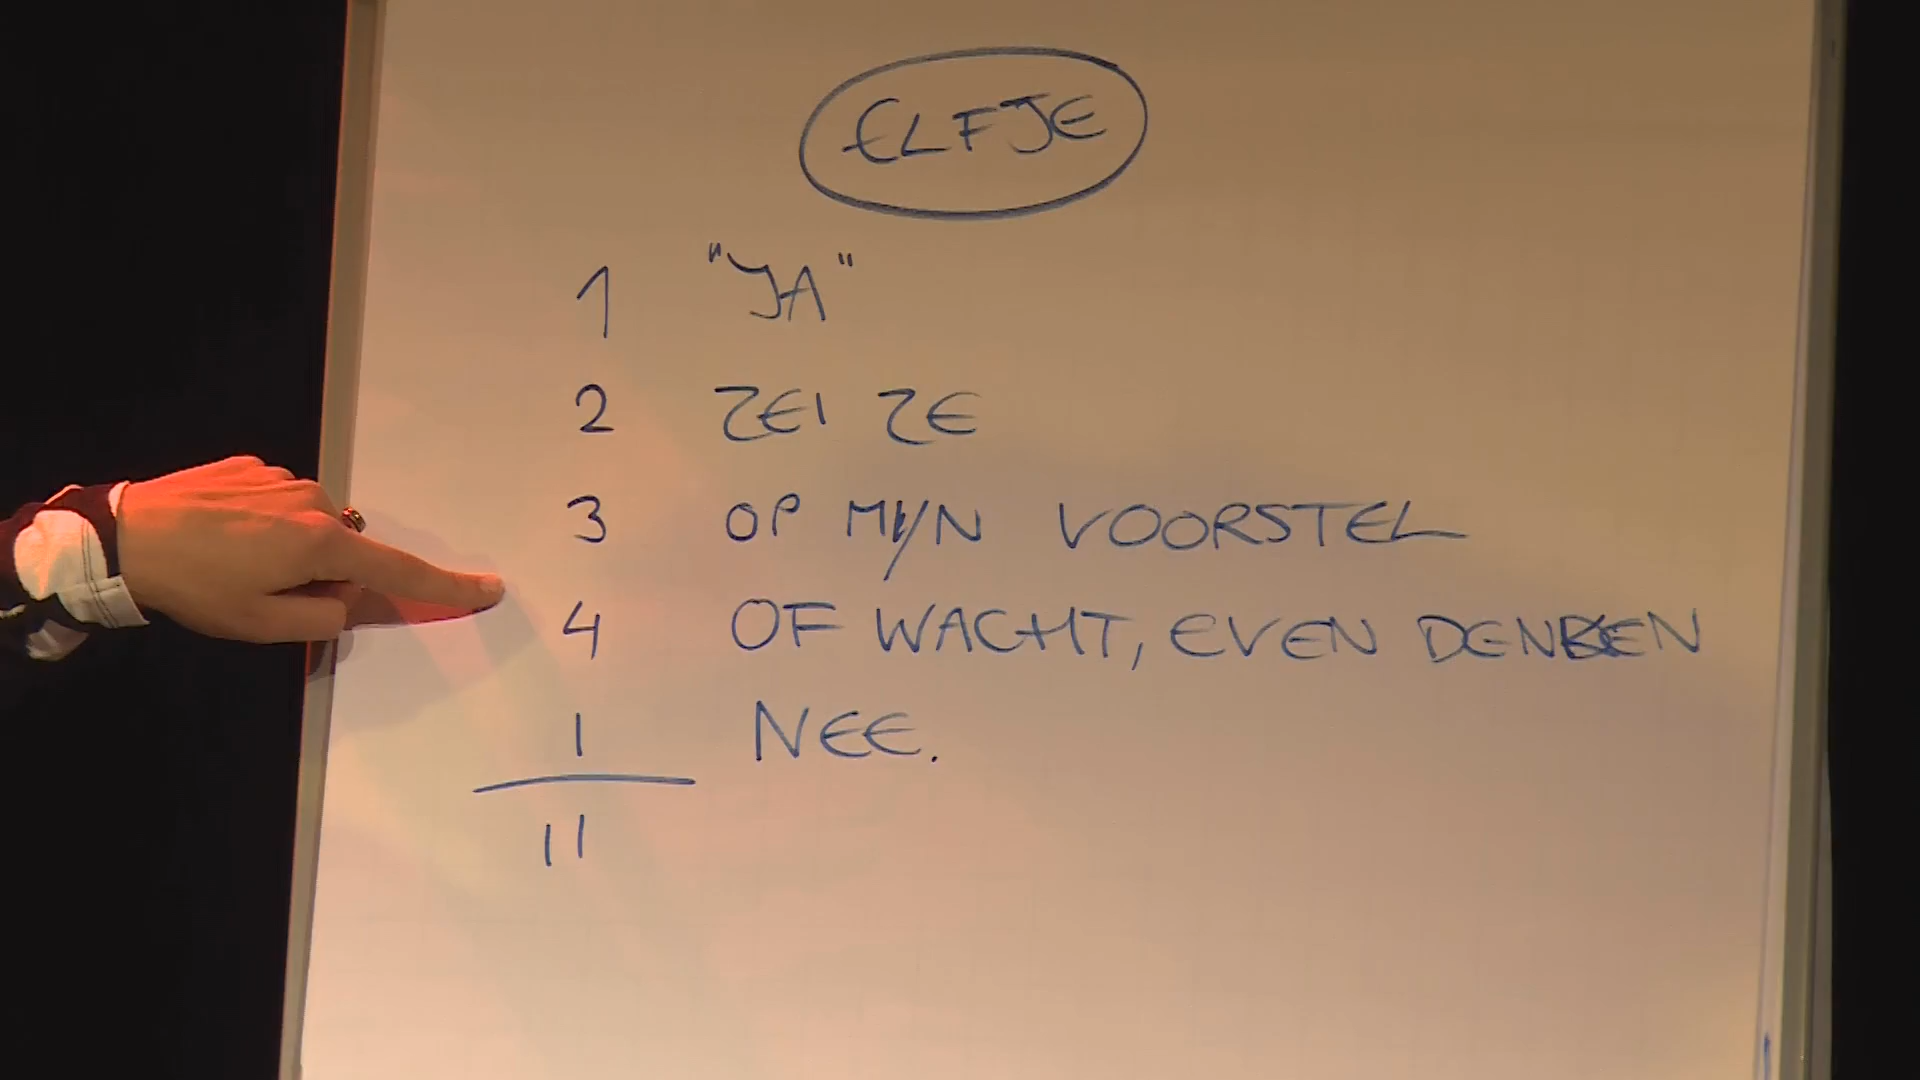 ELFJE
1 "JA"
2 ZEI ZE
3 OP MIJN VOORSTEL
4 OF WACHT, EVEN DENKEN
1 NEE.
11